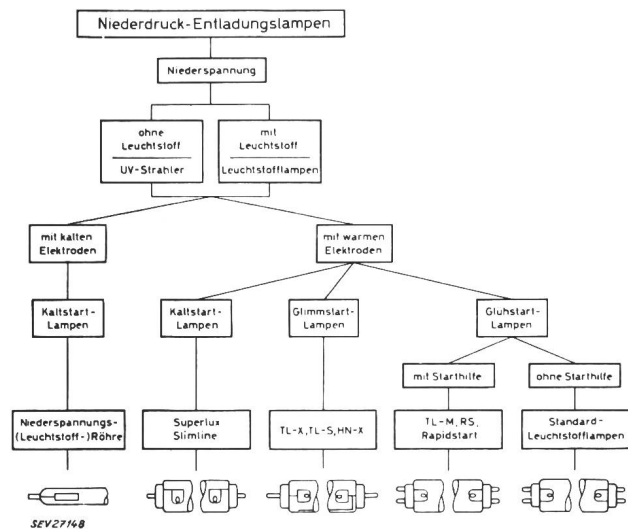 Niederdruck-Entladungslampen
Niederspannung
ohne
Leuchtstoff
UV-Strahler
mit
Leuchtstoff
Leuchtstofflampen
mit kalten
Elektroden
mit warmen
Elektroden
Kaltstart-
Lampen
Kaltstart-
Lampen
Glimmstart-
Lampen
Gluhstart-
Lampen
mit Starthilfe
ohne Starthilfe
Niederspannungs-
(Leuchtstoff-)Röhre
Superlux
Slimline
TL-X, TL-S, HN-X
TL-M, RS,
Rapidstart
Standard-
Leuchtstofflampen
SEV27148